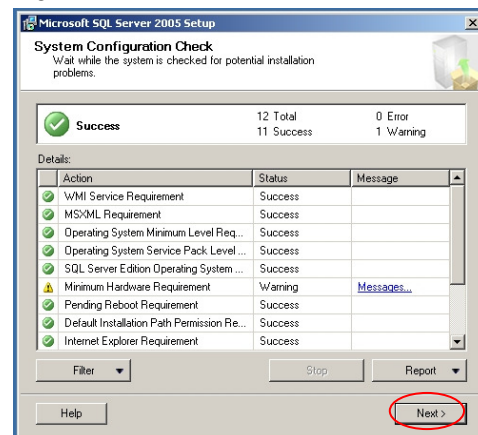 Microsoft SQL Server 2005 Setup
System Configuration Check
Wait while the system is checked for potential installation
problems.
Success
12 Total
0 Error
11 Success
1 Warning
Details:
Action Status Message
WMI Service Requirement Success
MSXML Requirement Success
Operating System Minimum Level Req... Success
Operating System Service Pack Level ... Success
SQL Server Edition Operating System ... Success
Minimum Hardware Requirement Warning Messages...
Pending Reboot Requirement Success
Default Installation Path Permission Re... Success
Internet Explorer Requirement Success
Filter Stop Report
Help Next >